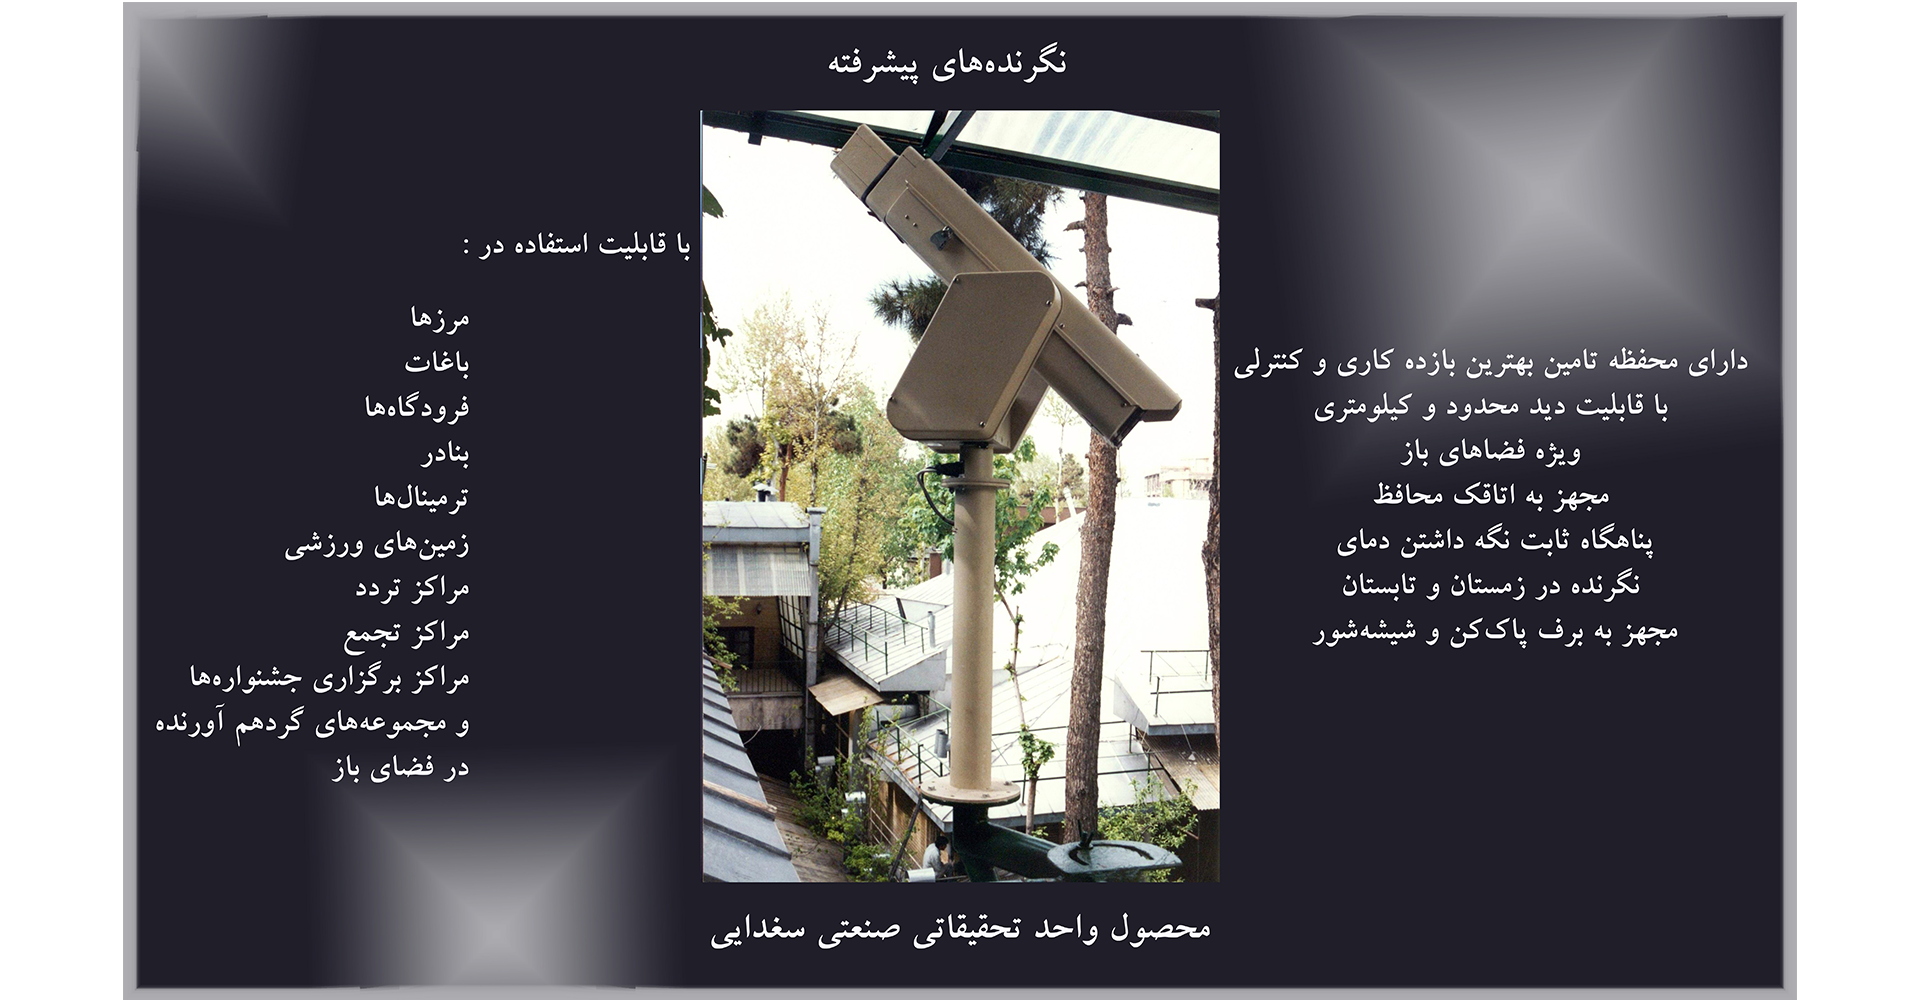 نگرنده‌های پیشرفته
دارای محفظه تامین بهترین بازده کاری و کنترلی
با قابلیت دید محدود و کیلومتری
ویژه فضاهای باز
مجهز به اتاقک محافظ
پناهگاه ثابت نگه داشتن دمای
نگرنده در زمستان و تابستان
مجهز به برف پاک‌کن و شیشه‌شور
با قابلیت استفاده در :
مرزها
باغات
فرودگاه‌ها
بنادر
ترمینال‌ها
زمین‌های ورزشی
مراکز تردد
مراکز تجمع
مراکز برگزاری جشنواره‌ها
و مجموعه‌های گردهم آورنده
در فضای باز
محصول واحد تحقیقاتی صنعتی سغدایی